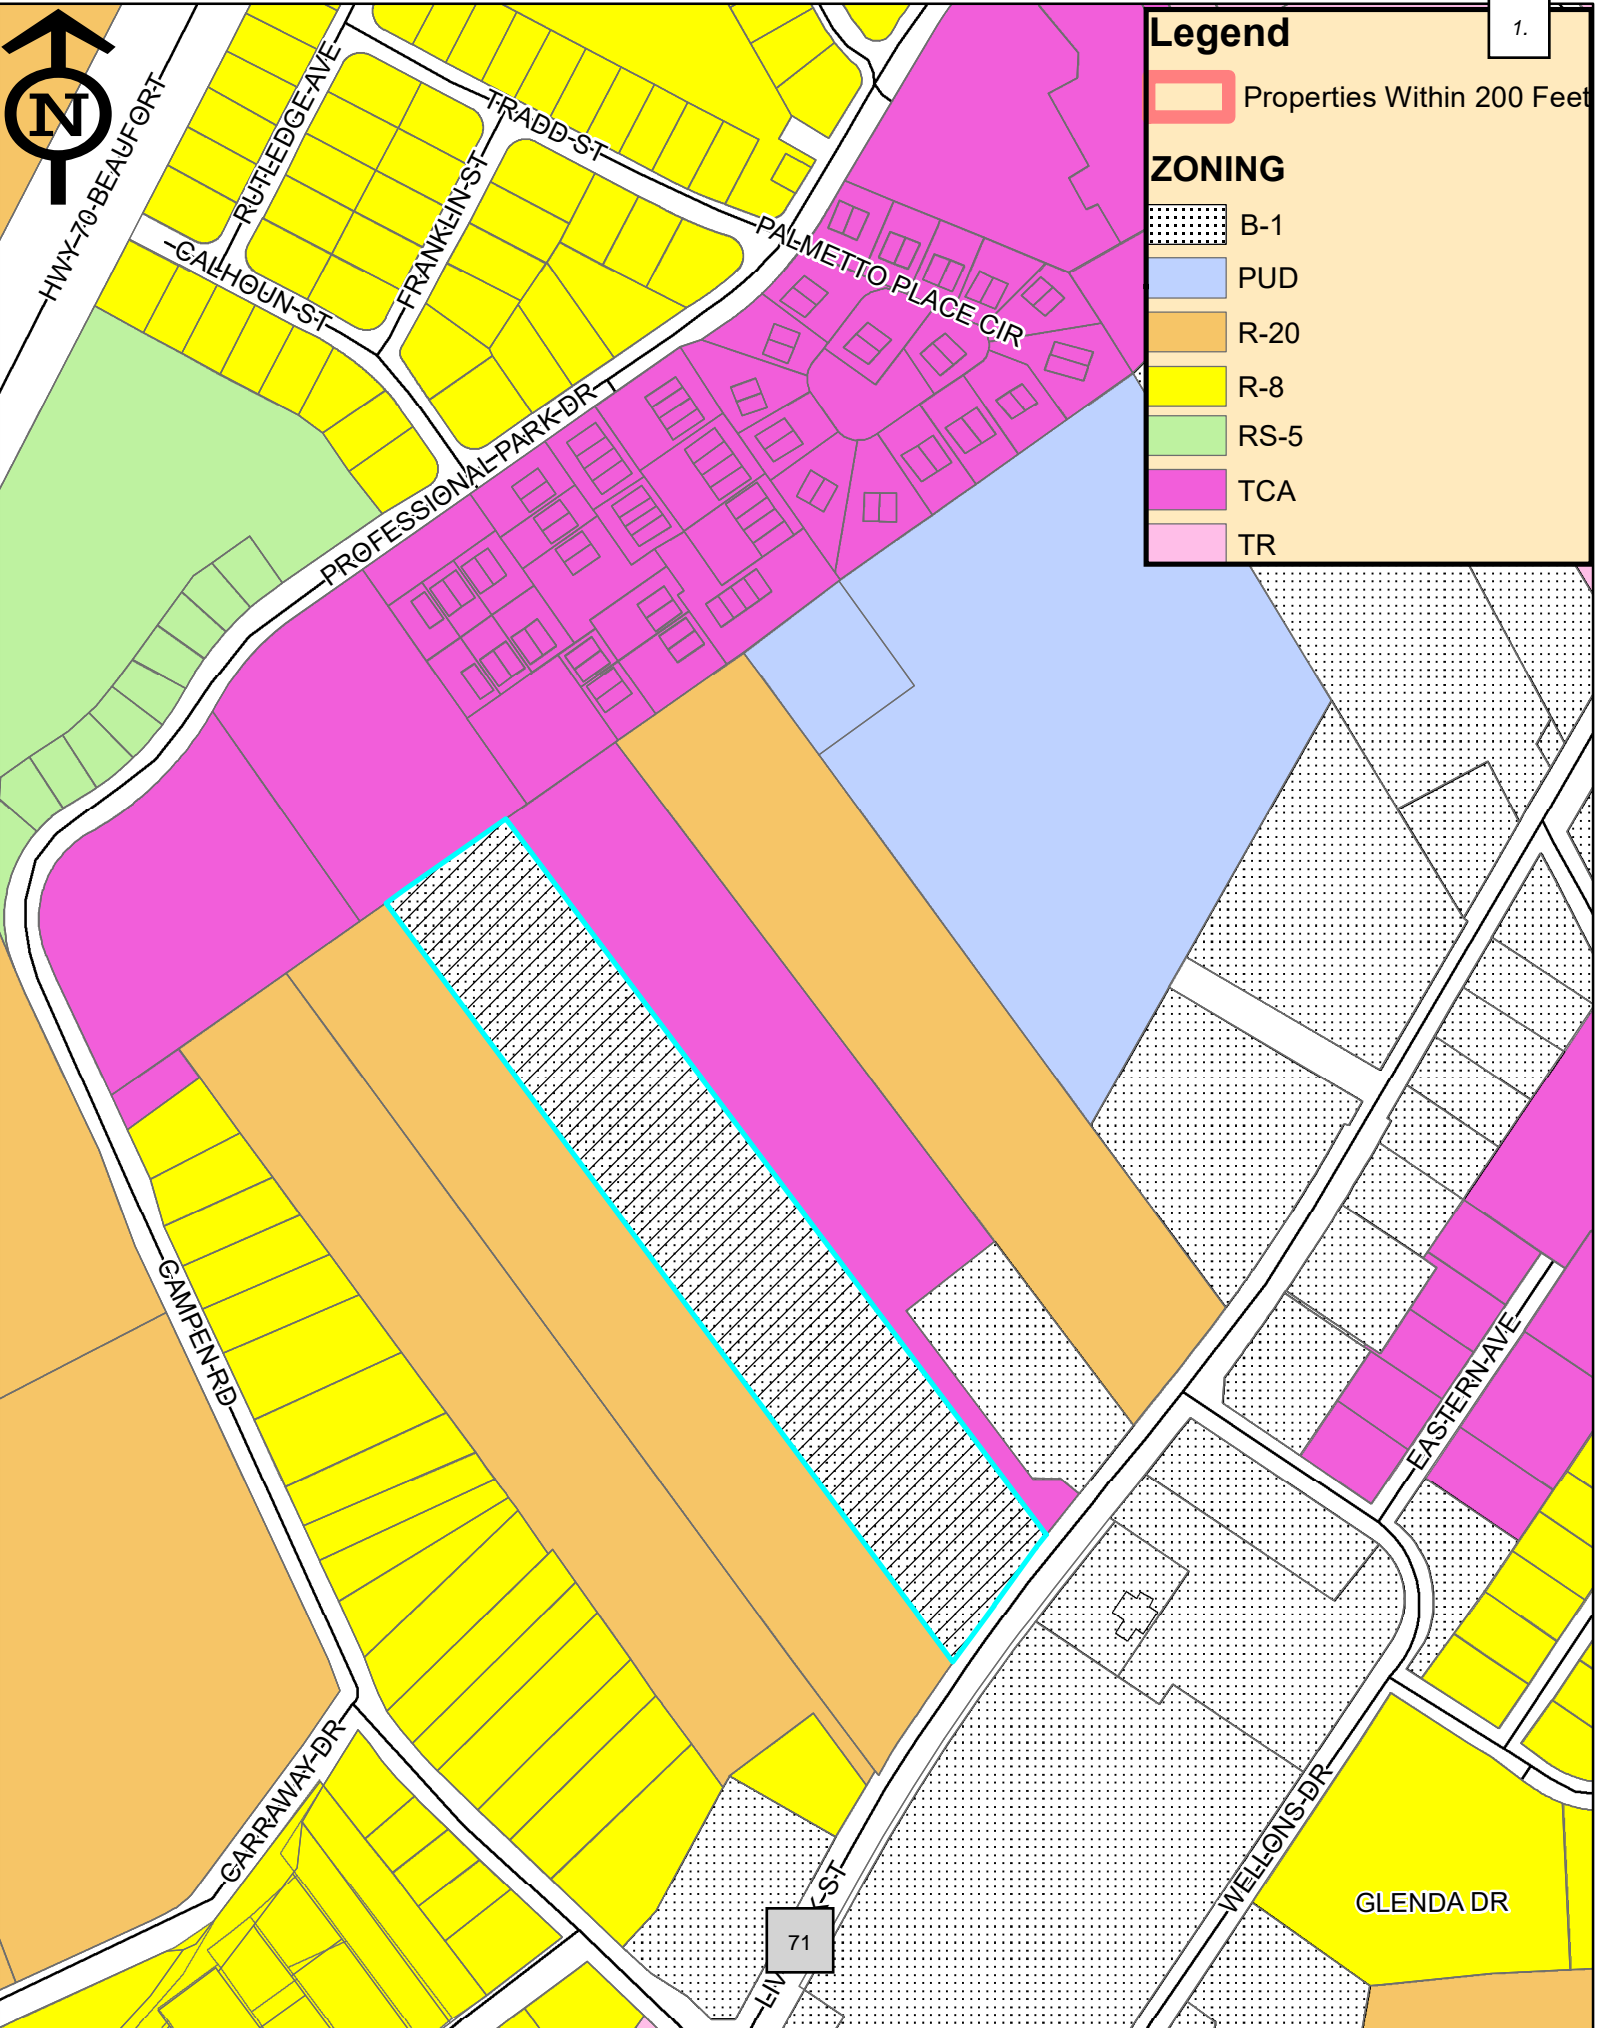 Legend
1.
Properties Within 200 Feet
ZONING
B-1
PUD
R-20
R-8
RS-5
TCA
TR
N
HWY 70 BEAUFORT
RUTLEDGE AVE
TRADD ST
FRANKLIN ST
CALHOUN ST
PALMETTO PLACE CIR
PROFESSIONAL PARK DR
CAMPEN RD
EASTERN AVE
CARRAWAY DR
WELLONS DR
GLENDA DR
ST
71